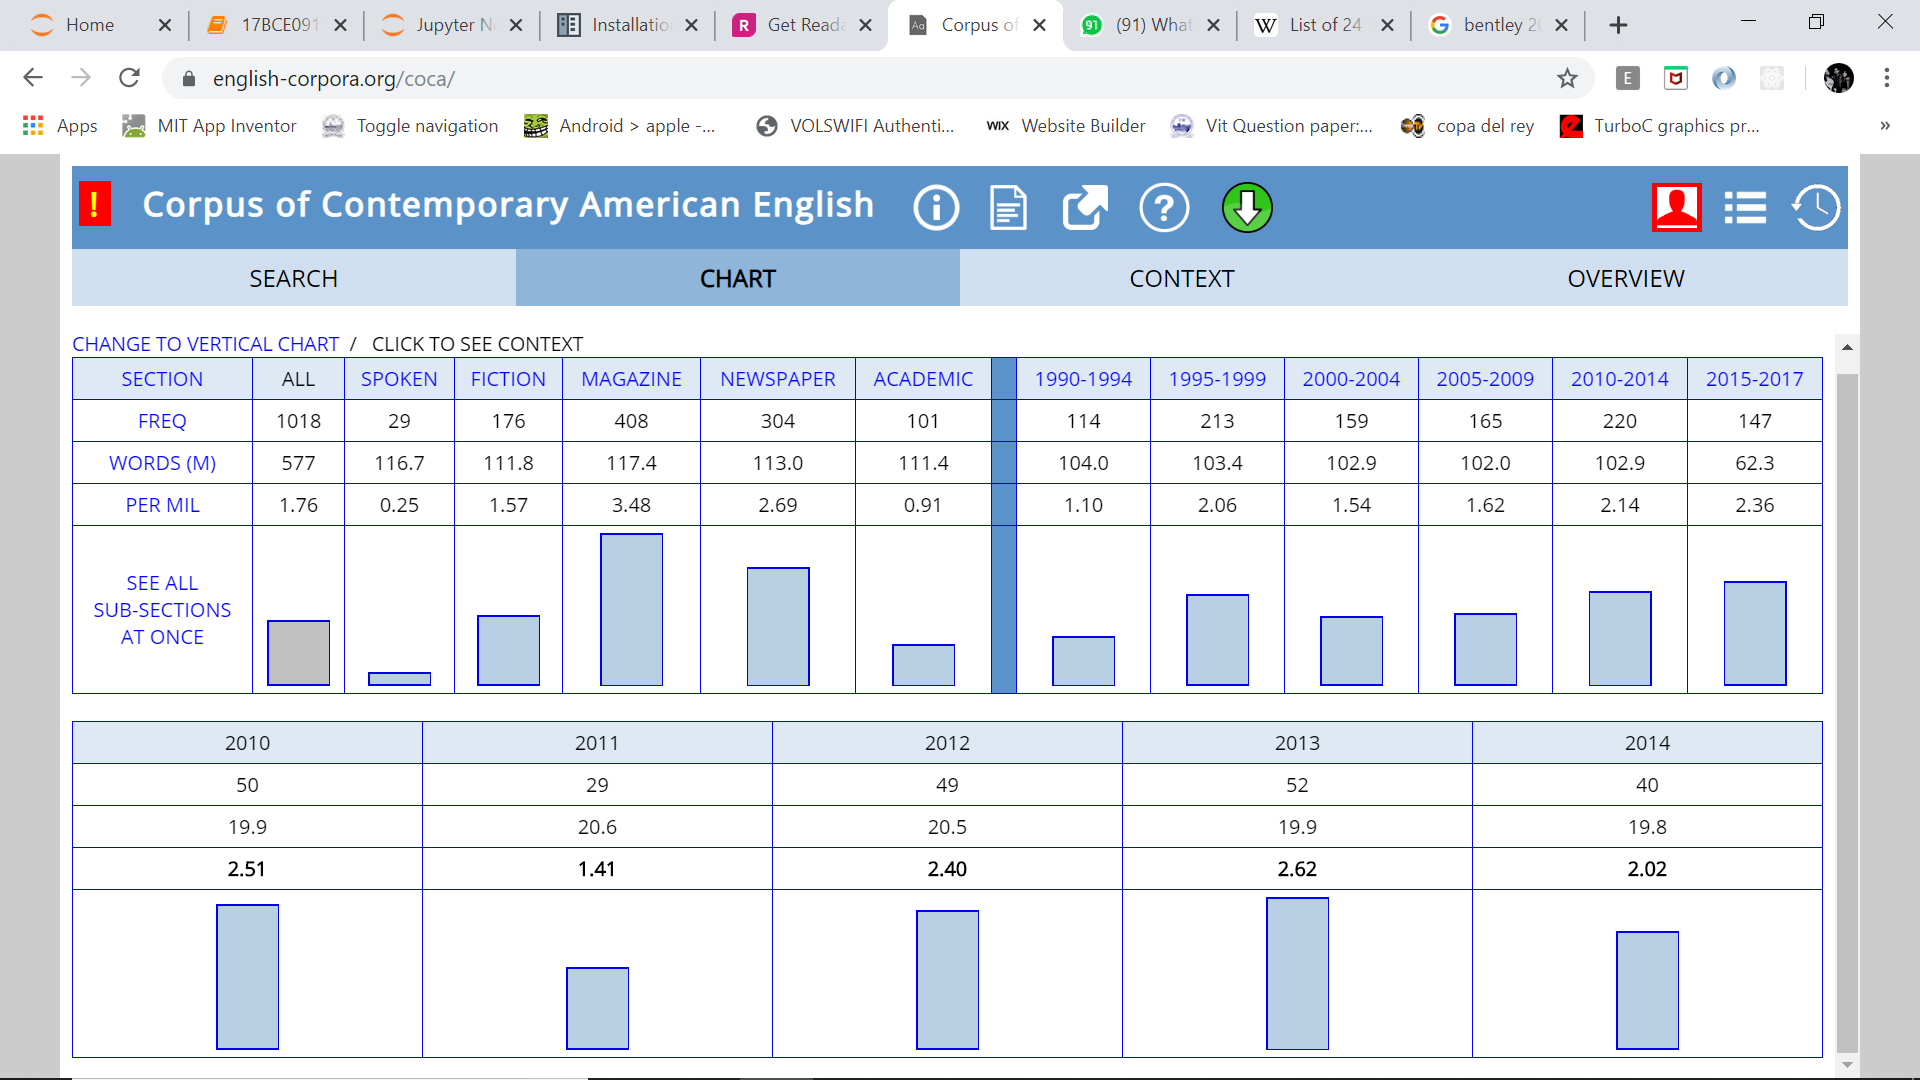 Home 17BCE091 Jupyter N Installatio Get Reada Corpus of (91) What List of 24 bentley 20
english-corpora.org/coca/
Apps MIT App Inventor Toggle navigation Android > apple -... VOLSWIFI Authenti... WIX Website Builder Vit Question paper:... copa del rey TurboC graphics pr... »
! Corpus of Contemporary American English
SEARCH CHART CONTEXT OVERVIEW
CHANGE TO VERTICAL CHART / CLICK TO SEE CONTEXT
SECTION ALL SPOKEN FICTION MAGAZINE NEWSPAPER ACADEMIC 1990-1994 1995-1999 2000-2004 2005-2009 2010-2014 2015-2017
FREQ 1018 29 176 408 304 101 114 213 159 165 220 147
WORDS (M) 577 116.7 111.8 117.4 113.0 111.4 104.0 103.4 102.9 102.0 102.9 62.3
PER MIL 1.76 0.25 1.57 3.48 2.69 0.91 1.10 2.06 1.54 1.62 2.14 2.36
SEE ALL
SUB-SECTIONS
AT ONCE
2010 2011 2012 2013 2014
50 29 49 52 40
19.9 20.6 20.5 19.9 19.8
2.51 1.41 2.40 2.62 2.02